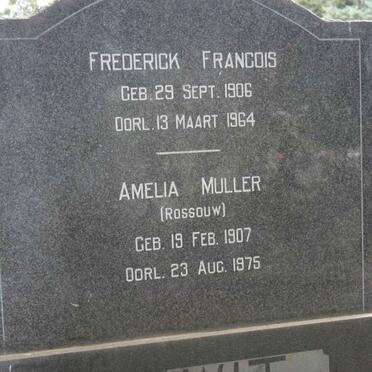 FREDERICK FRANCOIS
GEB. 29 SEPT. 1906
OORL. 13 MAART 1964
AMELIA MULLER
(ROSSOUW)
GEB. 19 FEB. 1907
OORL. 23 AUG. 1975